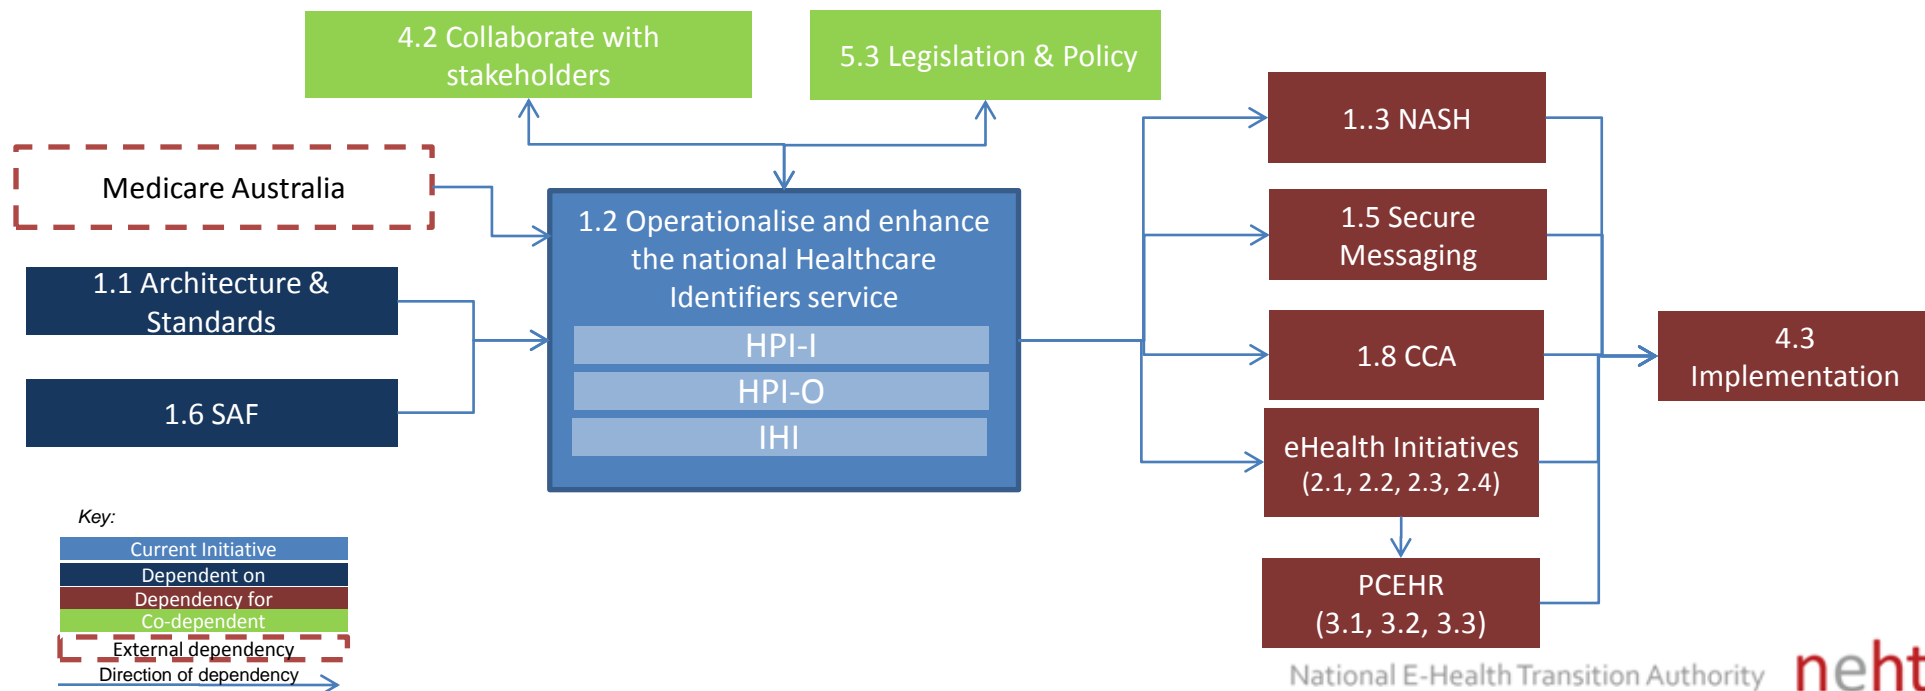 4.2 Collaborate with
stakeholders
5.3 Legislation & Policy
Medicare Australia
1.1 Architecture &
Standards
1.6 SAF
1.2 Operationalise and enhance
the national Healthcare
Identifiers service
HPI-I
HPI-O
IHI
1..3 NASH
1.5 Secure
Messaging
1.8 CCA
eHealth Initiatives
(2.1, 2.2, 2.3, 2.4)
PCEHR
(3.1, 3.2, 3.3)
4.3
Implementation
Key:
Current Initiative
Dependent on
Dependency for
Co-dependent
External dependency
Direction of dependency
National E-Health Transition Authority
neht